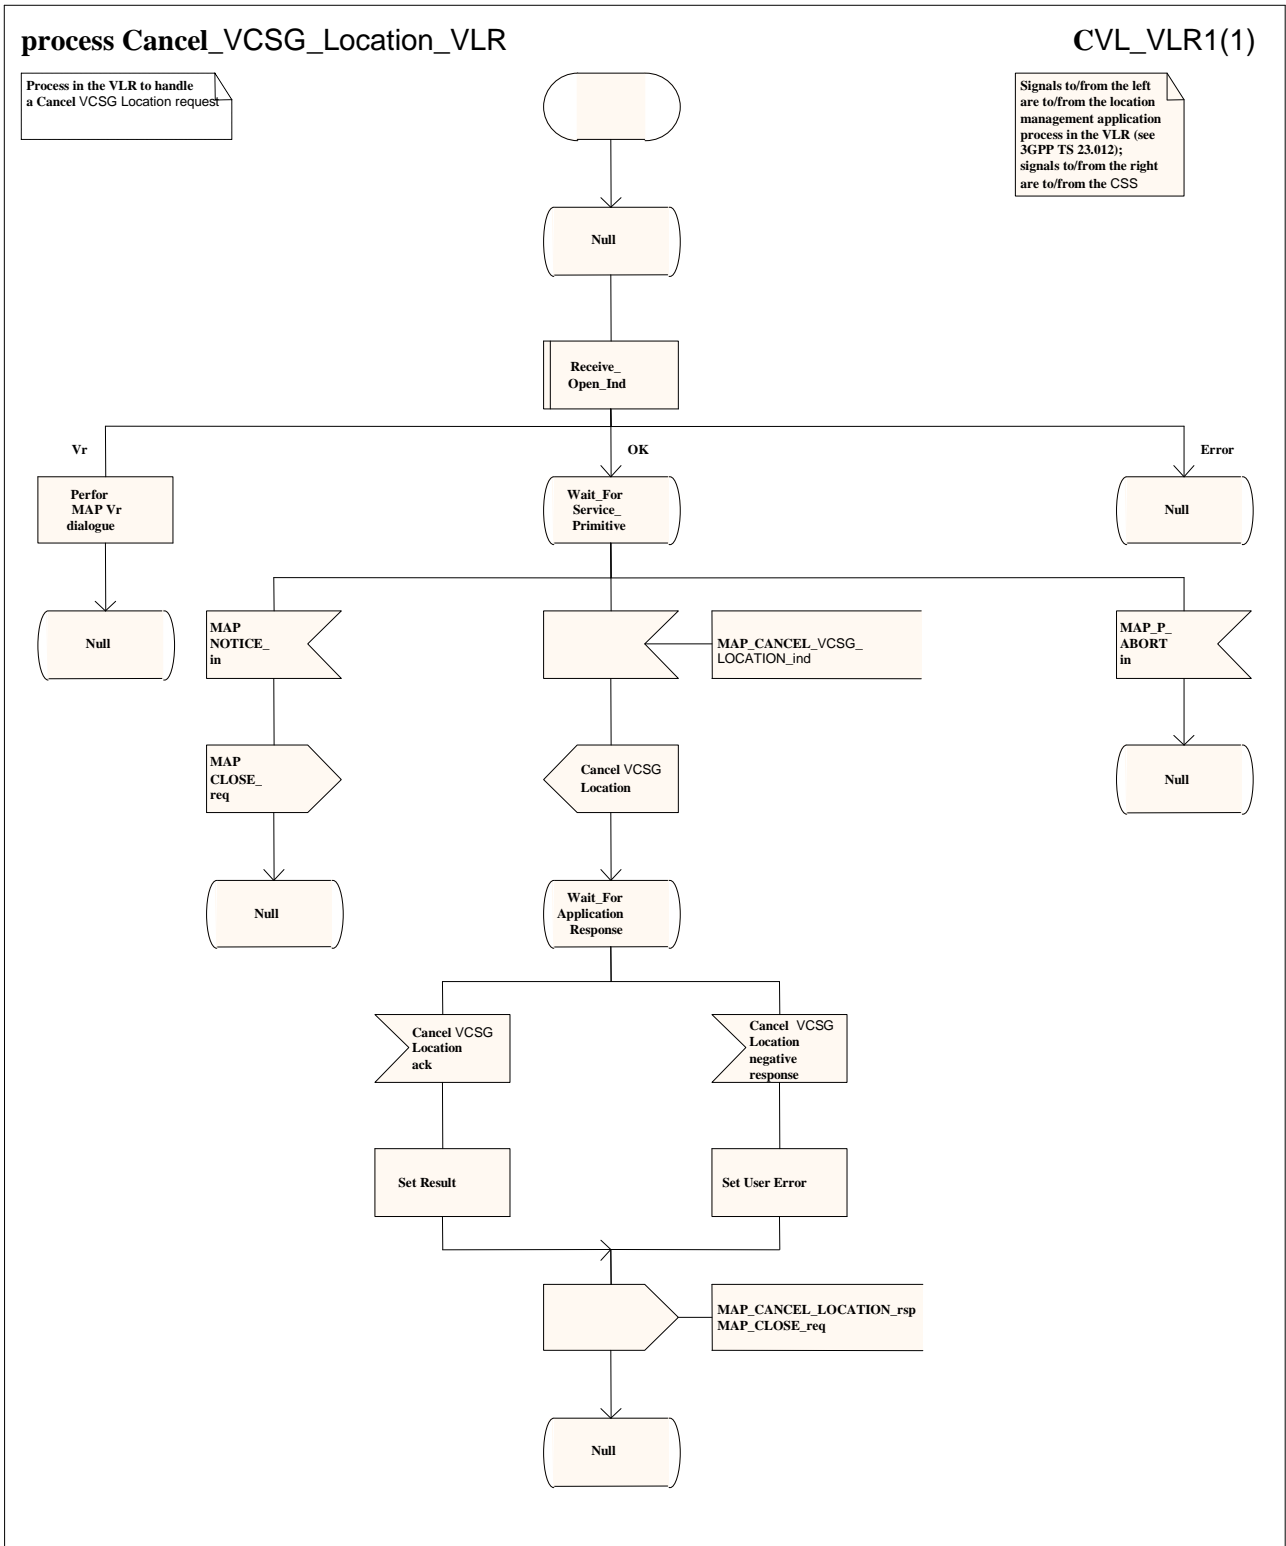 process Cancel_VCSG_Location_VLR
CVL_VLR1(1)
Process in the VLR to handle
a Cancel VCSG Location request
Signals to/from the left
are to/from the location
management application
process in the VLR (see
3GPP TS 23.012);
signals to/from the right
are to/from the CSS
Null
Receive_
Open_Ind
Vr
OK
Error
Perfor
MAP Vr
dialogue
Wait_For
Service_
Primitive
Null
Null
MAP
NOTICE_
in
MAP_CANCEL_VCSG_
LOCATION_ind
MAP_P_
ABORT
in
MAP
CLOSE_
req
Cancel VCSG
Location
Null
Null
Wait_For
Application
Response
Cancel VCSG
Location
ack
Cancel VCSG
Location
negative
response
Set Result
Set User Error
MAP_CANCEL_LOCATION_rsp
MAP_CLOSE_req
Null